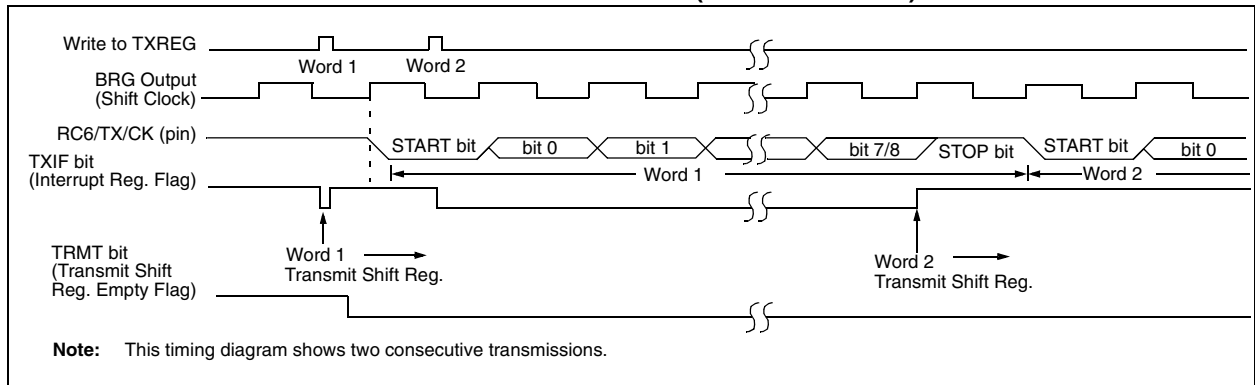 Write to TXREG
Word 1
Word 2
BRG Output
(Shift Clock)
RC6/TX/CK (pin)
START bit
bit 0
bit 1
bit 7/8
STOP bit
START bit
bit 0
TXIF bit
(Interrupt Reg. Flag)
Word 1
Word 2
Word 1
Transmit Shift Reg.
Word 2
Transmit Shift Reg.
TRMT bit
(Transmit Shift
Reg. Empty Flag)
Note: This timing diagram shows two consecutive transmissions.